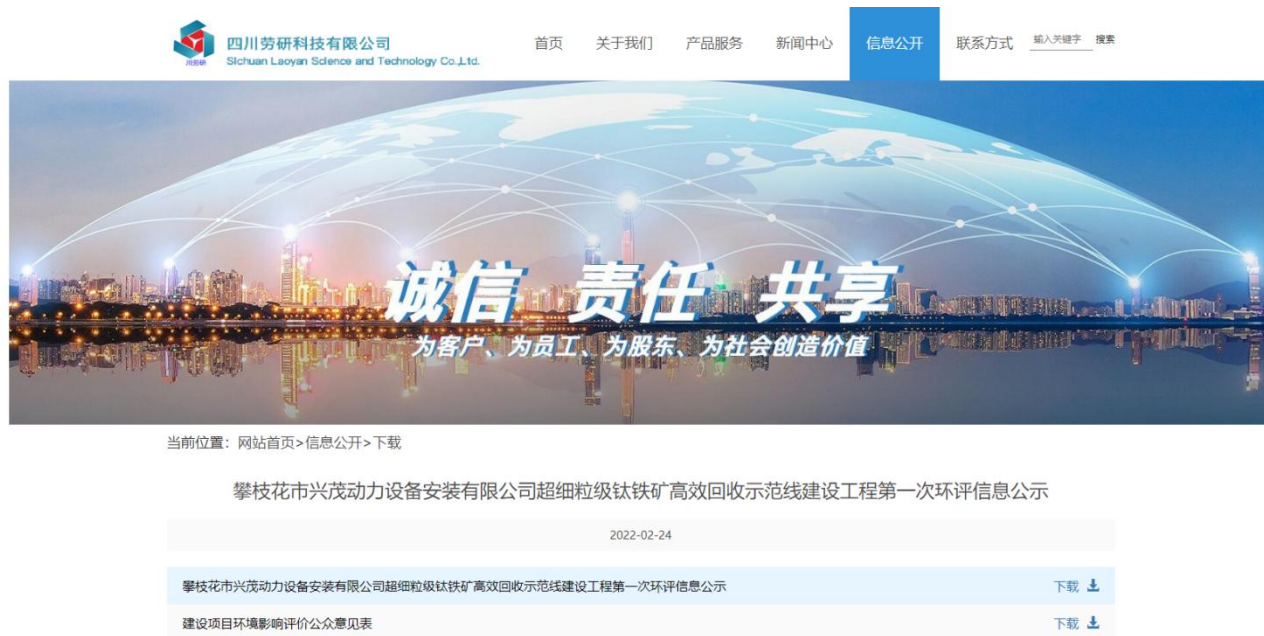 四川劳研科技有限公司
Sichuan Laoyan Science and Technology Co.,Ltd.
川劳研
首页 关于我们 产品服务 新闻中心 信息公开 联系方式 输入关键字 搜索
诚信 责任 共享
为客户、为员工、为股东、为社会创造价值
当前位置：网站首页>信息公开>下载
攀枝花市兴茂动力设备安装有限公司超细粒级钛铁矿高效回收示范线建设工程第一次环评信息公示
2022-02-24
攀枝花市兴茂动力设备安装有限公司超细粒级钛铁矿高效回收示范线建设工程第一次环评信息公示 下载
建设项目环境影响评价公众意见表 下载